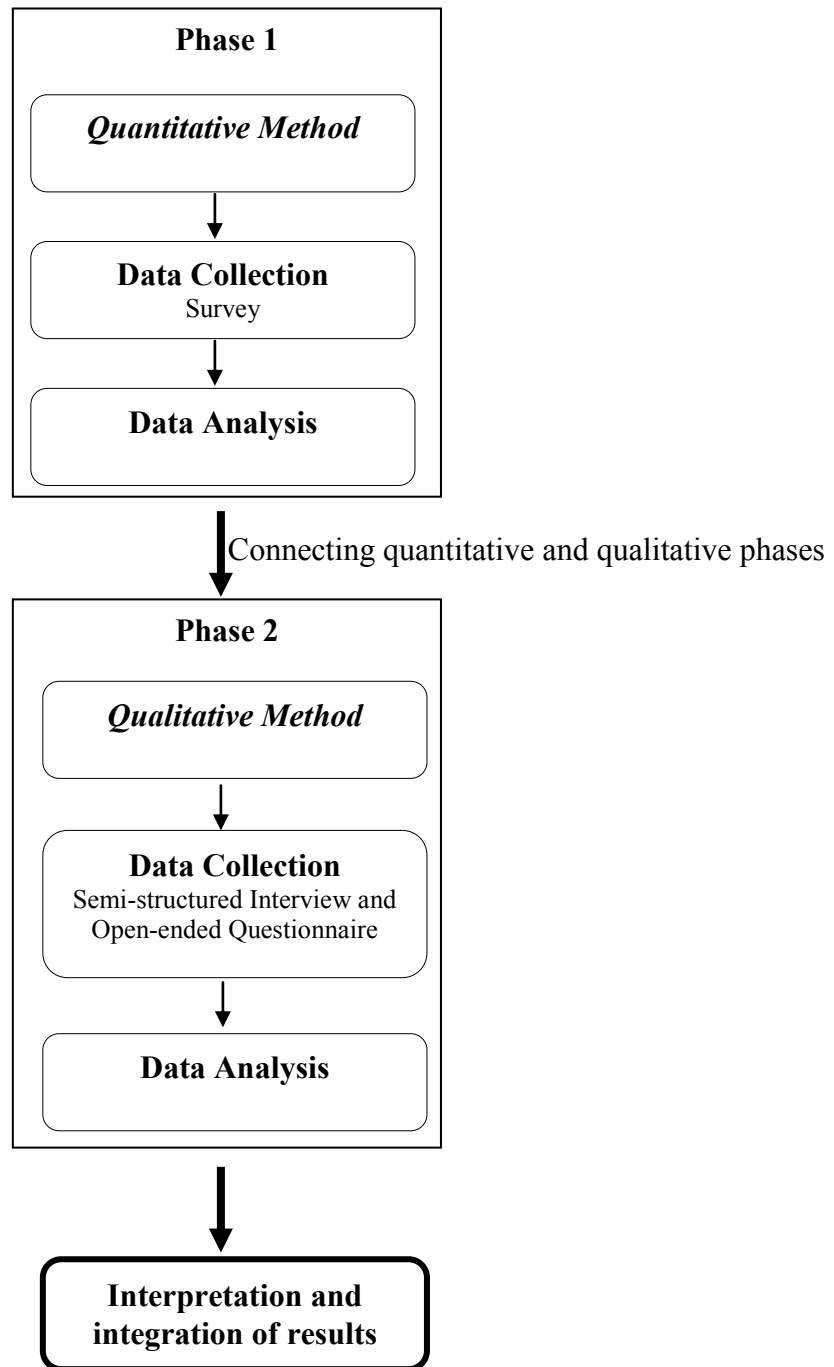 Phase 1
Quantitative Method
Data Collection
Survey
Data Analysis
Connecting quantitative and qualitative phases
Phase 2
Qualitative Method
Data Collection
Semi-structured Interview and
Open-ended Questionnaire
Data Analysis
Interpretation and
integration of results